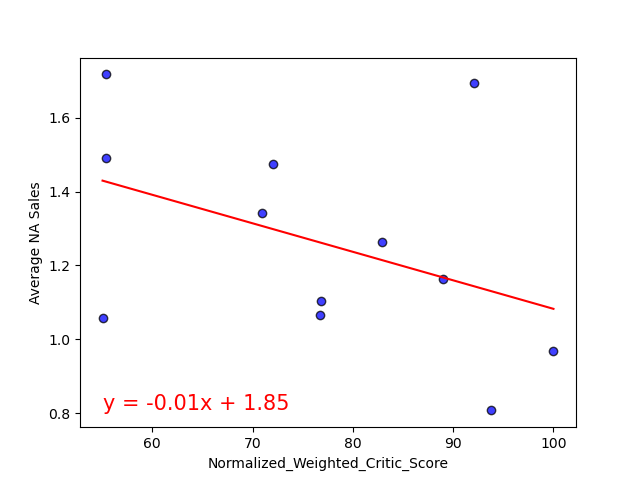 1.6
1.4
1.2
1.0
0.8
Average NA Sales
y = -0.01x + 1.85
60 70 80 90 100
Normalized_Weighted_Critic_Score